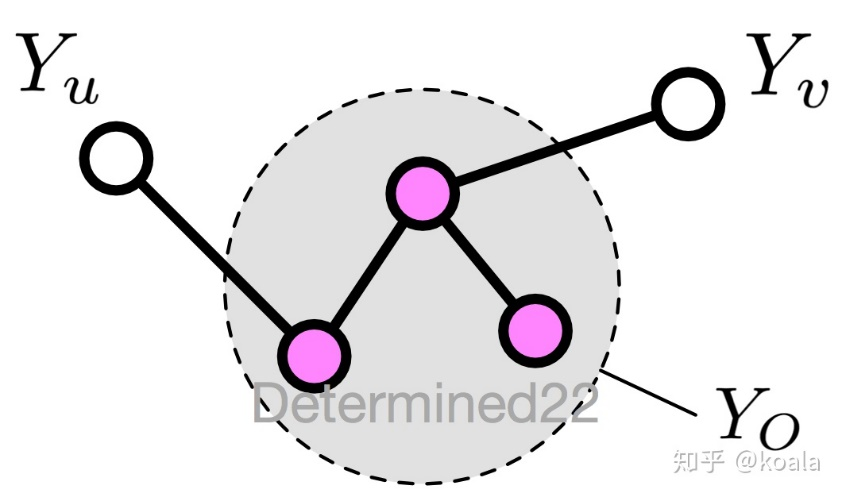 Y_u
Y_v
Determined22
Y_O
知乎 @koala